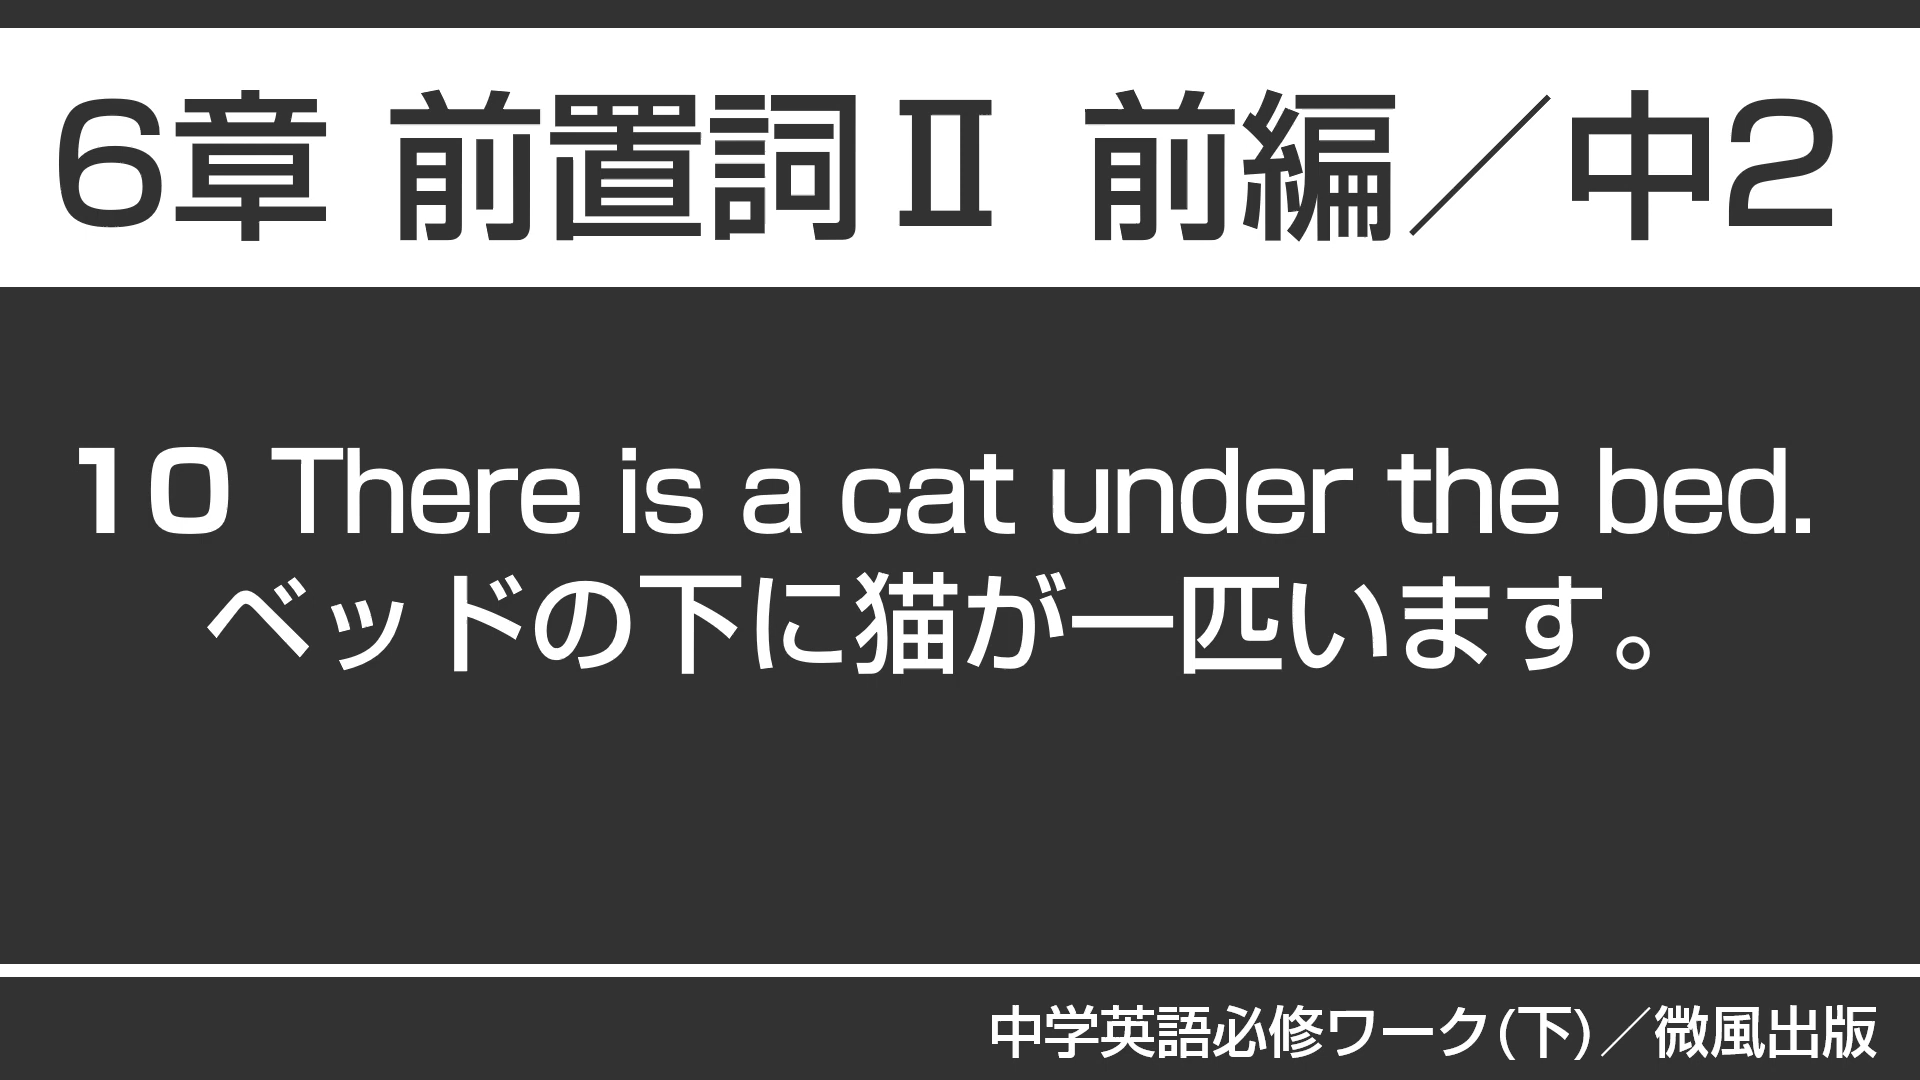 6章 前置詞Ⅱ 前編／中2
10 There is a cat under the bed.
ベッドの下に猫が一匹います。
中学英語必修ワーク(下)／微風出版